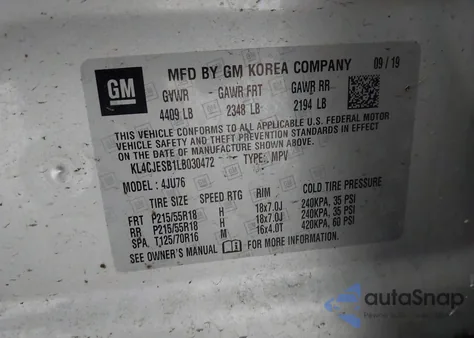 GM
MFD BY GM KOREA COMPANY 09/19
GVWR GAWR FRT GAWR RR
4409 LB 2348 LB 2194 LB
THIS VEHICLE CONFORMS TO ALL APPLICABLE U.S. FEDERAL MOTOR
VEHICLE SAFETY, BUMPER, AND THEFT PREVENTION STANDARDS IN
EFFECT ON THE DATE OF MANUFACTURE SHOWN ABOVE.
KL4CJESB1LB030472 TYPE: MPV
MODEL: 4JU76
TIRE SIZE SPEED RTG RIM COLD TIRE PRESSURE
FRT P215/55R18 H 18x7.0J 240KPA, 35 PSI
RR P215/55R18 H 18x7.0J 240KPA, 35 PSI
SPA. T125/70R16 M 16x4.0T 420KPA, 60 PSI
SEE OWNER'S MANUAL FOR MORE INFORMATION.
autoSnap
POWERED BY CARFAST